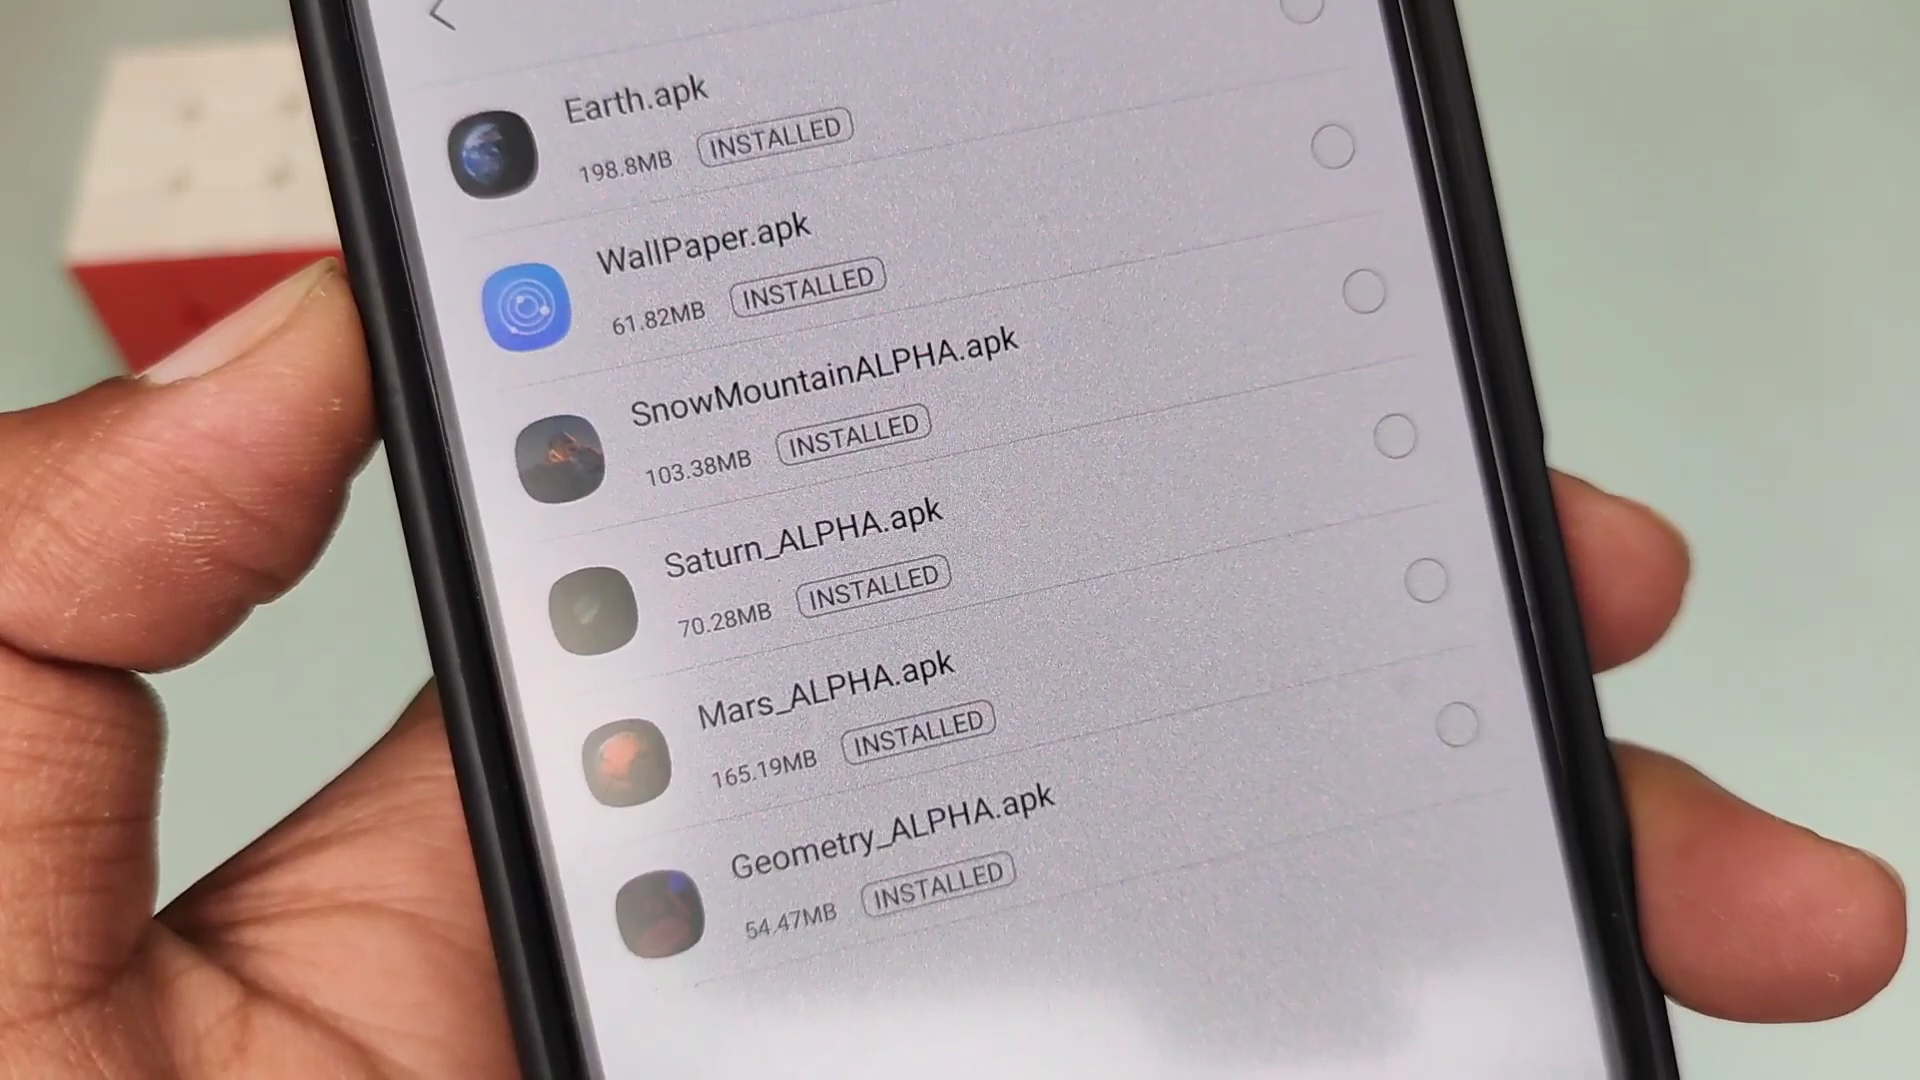 Earth.apk
198.8MB INSTALLED
WallPaper.apk
61.82MB INSTALLED
SnowMountainALPHA.apk
103.38MB INSTALLED
Saturn_ALPHA.apk
70.28MB INSTALLED
Mars_ALPHA.apk
165.19MB INSTALLED
Geometry_ALPHA.apk
54.47MB INSTALLED